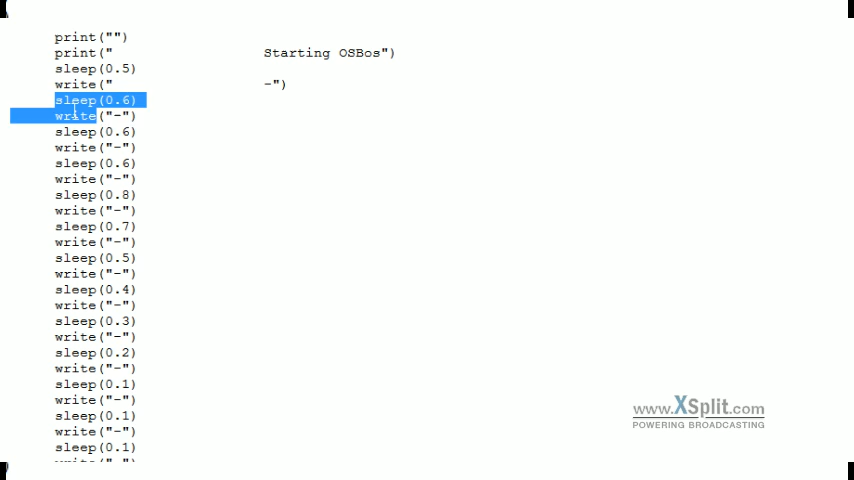 print("")
print("                  Starting OSBos")
sleep(0.5)
write("                  -")
sleep(0.6)
write("-")
sleep(0.6)
write("-")
sleep(0.6)
write("-")
sleep(0.8)
write("-")
sleep(0.7)
write("-")
sleep(0.5)
write("-")
sleep(0.4)
write("-")
sleep(0.3)
write("-")
sleep(0.2)
write("-")
sleep(0.1)
write("-")
sleep(0.1)
write("-")
sleep(0.1)
write("-")
www.XSplit.com
POWERING BROADCASTING